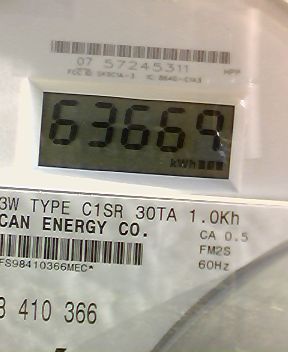 07 57245311
63669
kWh
3W TYPE C1SR 30TA 1.0Kh
CAN ENERGY CO.
CA 0.5
FM2S
FS98410366MEC*
60Hz
410 366